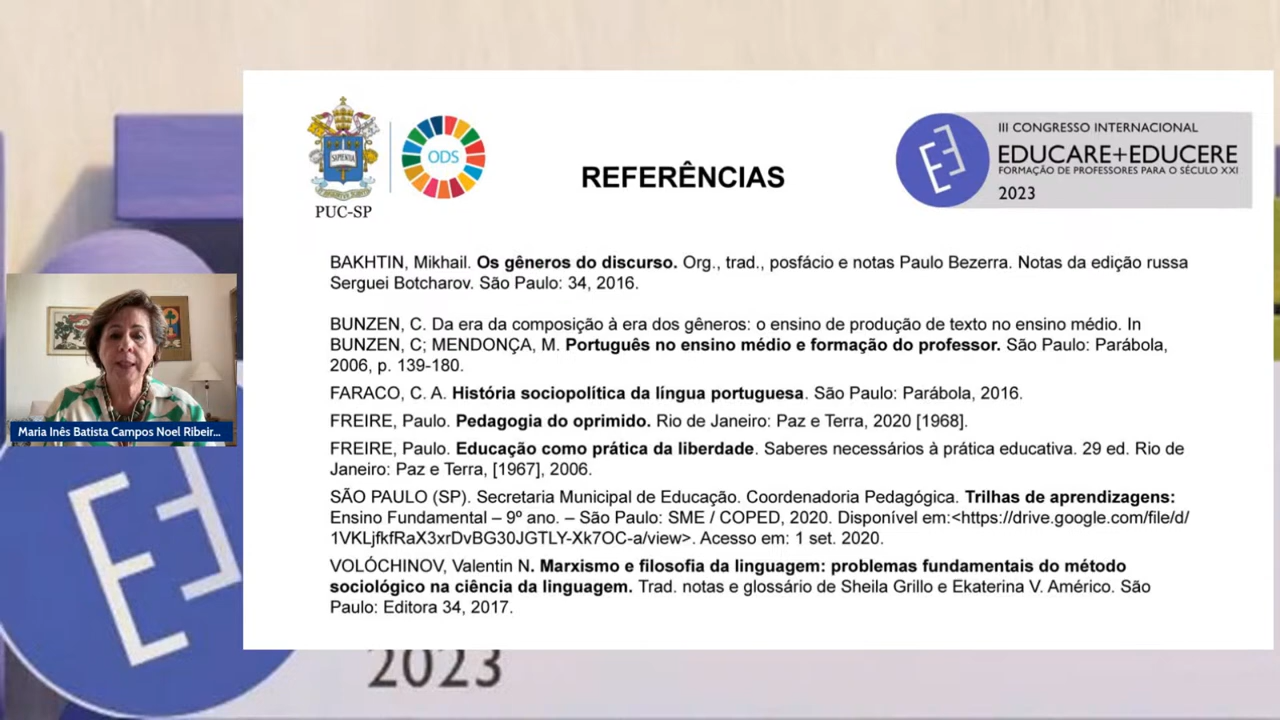 PUC-SP
SAPIENTIA
ODS
REFERÊNCIAS
III CONGRESSO INTERNACIONAL
EDUCARE+EDUCERE
FORMAÇÃO DE PROFESSORES PARA O SÉCULO XXI
2023
BAKHTIN, Mikhail. Os gêneros do discurso. Org., trad., posfácio e notas Paulo Bezerra. Notas da edição russa
Serguei Botcharov. São Paulo: 34, 2016.
BUNZEN, C. Da era da composição à era dos gêneros: o ensino de produção de texto no ensino médio. In
BUNZEN, C; MENDONÇA, M. Português no ensino médio e formação do professor. São Paulo: Parábola,
2006, p. 139-180.
FARACO, C. A. História sociopolítica da língua portuguesa. São Paulo: Parábola, 2016.
FREIRE, Paulo. Pedagogia do oprimido. Rio de Janeiro: Paz e Terra, 2020 [1968].
FREIRE, Paulo. Educação como prática da liberdade. Saberes necessários à prática educativa. 29 ed. Rio de
Janeiro: Paz e Terra, [1967], 2006.
SÃO PAULO (SP). Secretaria Municipal de Educação. Coordenadoria Pedagógica. Trilhas de aprendizagens:
Ensino Fundamental – 9º ano. – São Paulo: SME / COPED, 2020. Disponível em:<https://drive.google.com/file/d/
1VKLjfkfRaX3xrDvBG30JGTLY-Xk7OC-a/view>. Acesso em: 1 set. 2020.
VOLÓCHINOV, Valentin N. Marxismo e filosofia da linguagem: problemas fundamentais do método
sociológico na ciência da linguagem. Trad. notas e glossário de Sheila Grillo e Ekaterina V. Américo. São
Paulo: Editora 34, 2017.
Maria Inês Batista Campos Noel Ribeir...
2023